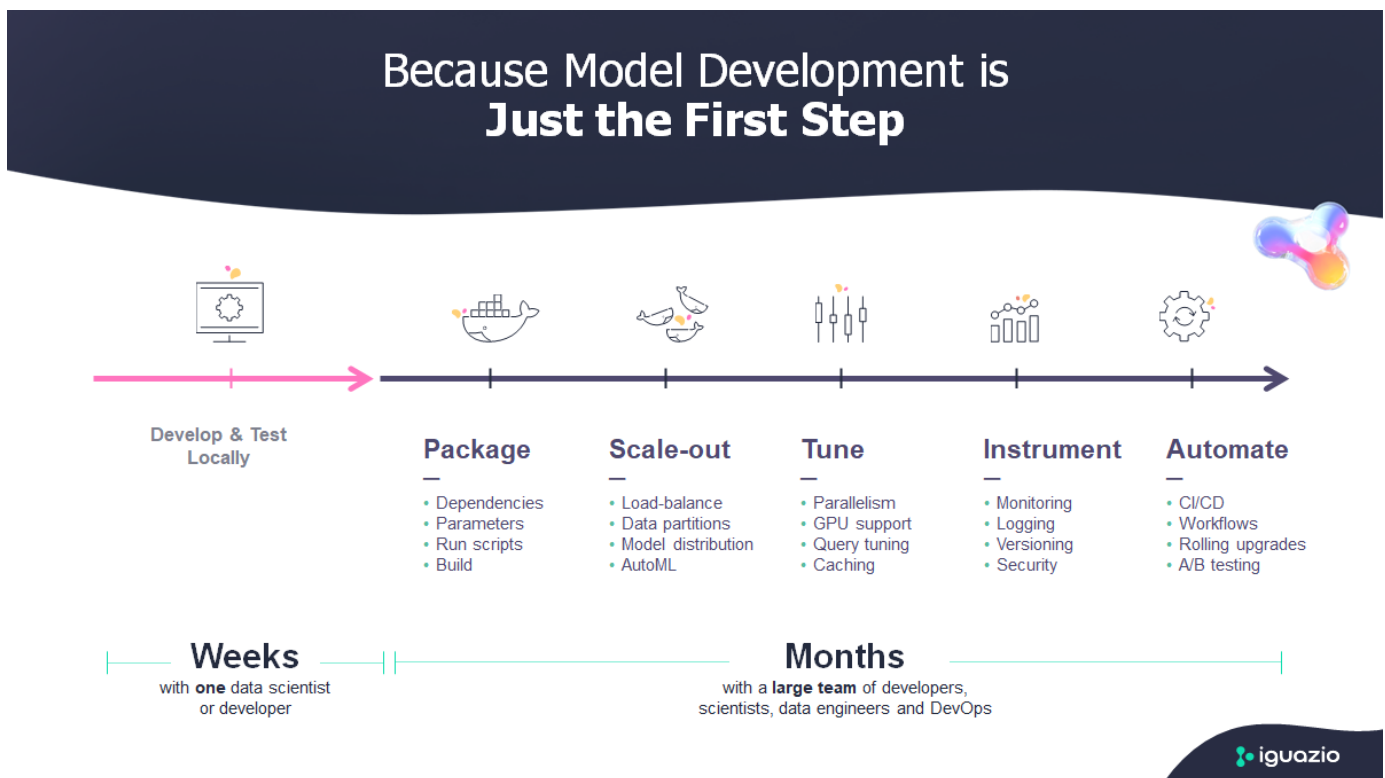 Because Model Development is
Just the First Step
Develop & Test
Locally
Package
• Dependencies
• Parameters
• Run scripts
• Build
Scale-out
• Load-balance
• Data partitions
• Model distribution
• AutoML
Tune
• Parallelism
• GPU support
• Query tuning
• Caching
Instrument
• Monitoring
• Logging
• Versioning
• Security
Automate
• CI/CD
• Workflows
• Rolling upgrades
• A/B testing
Weeks
with one data scientist
or developer
Months
with a large team of developers,
scientists, data engineers and DevOps
iguazio